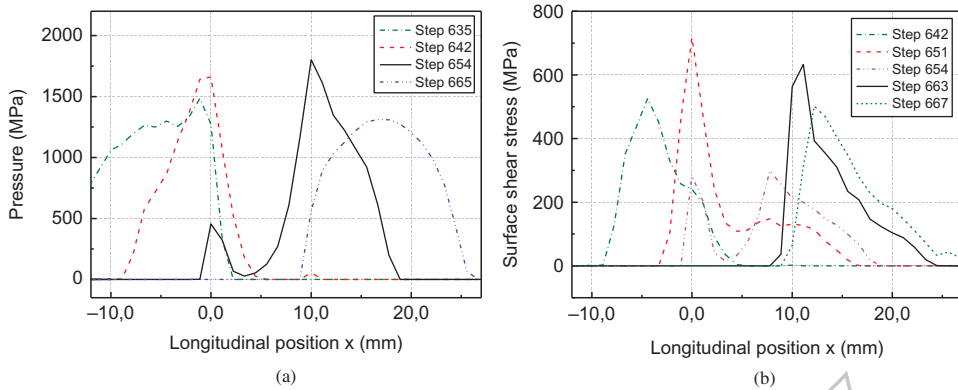 2000
1500
1000
500
0
Pressure (MPa)
Step 635
Step 642
Step 654
Step 665
–10,0 0,0 10,0 20,0
Longitudinal position x (mm)
(a)
800
600
400
200
0
Surface shear stress (MPa)
Step 642
Step 651
Step 654
Step 663
Step 667
–10,0 0,0 10,0 20,0
Longitudinal position x (mm)
(b)